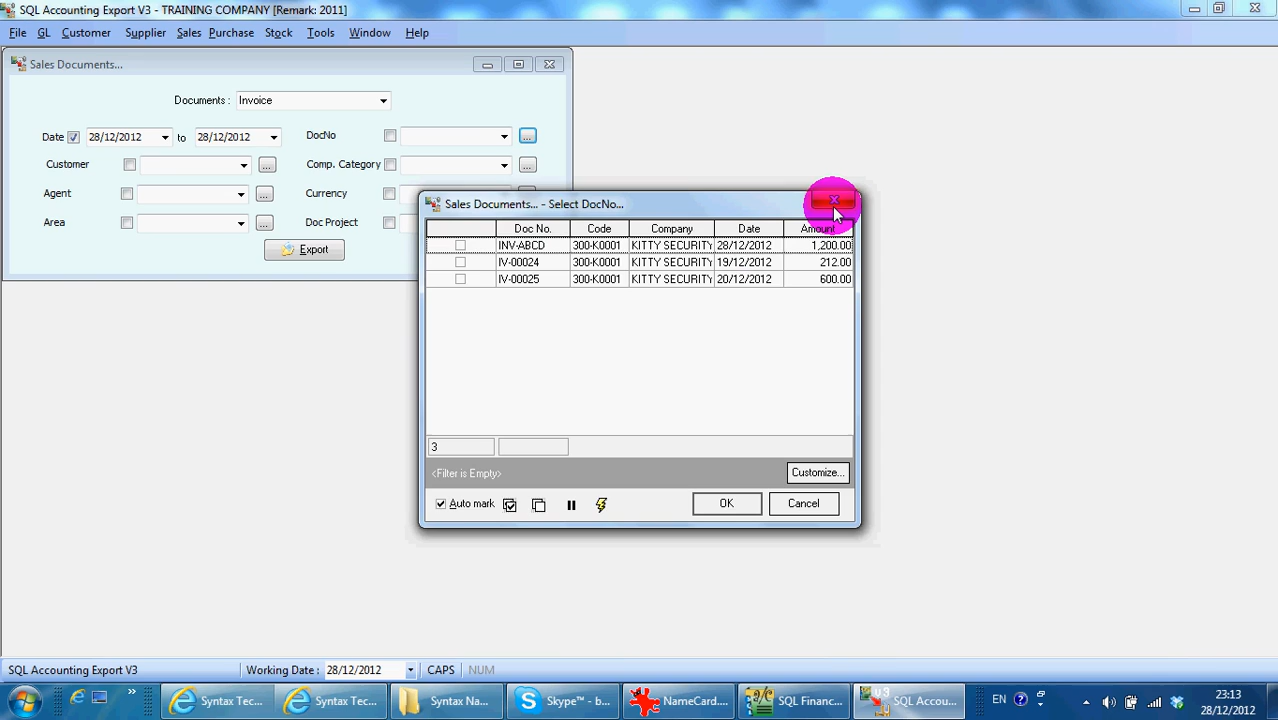 SQL Accounting Export V3 - TRAINING COMPANY [Remark: 2011]
File GL Customer Supplier Sales Purchase Stock Tools Window Help
Sales Documents...
Documents : Invoice
Date 28/12/2012 to 28/12/2012 DocNo ...
Customer ... Comp. Category ...
Agent ... Currency
Area ... Doc Project
Export
Sales Documents... - Select DocNo...
Doc No. Code Company Date Amount
INV-ABCD 300-K0001 KITTY SECURITY 28/12/2012 1,200.00
IV-00024 300-K0001 KITTY SECURITY 19/12/2012 212.00
IV-00025 300-K0001 KITTY SECURITY 20/12/2012 600.00
3
<Filter is Empty> Customize...
Auto mark OK Cancel
SQL Accounting Export V3 Working Date : 28/12/2012 CAPS NUM
Syntax Tec... Syntax Tec... Syntax Na... Skype™ - b... NameCard.... SQL Financ... SQL Accou... EN 23:13
28/12/2012